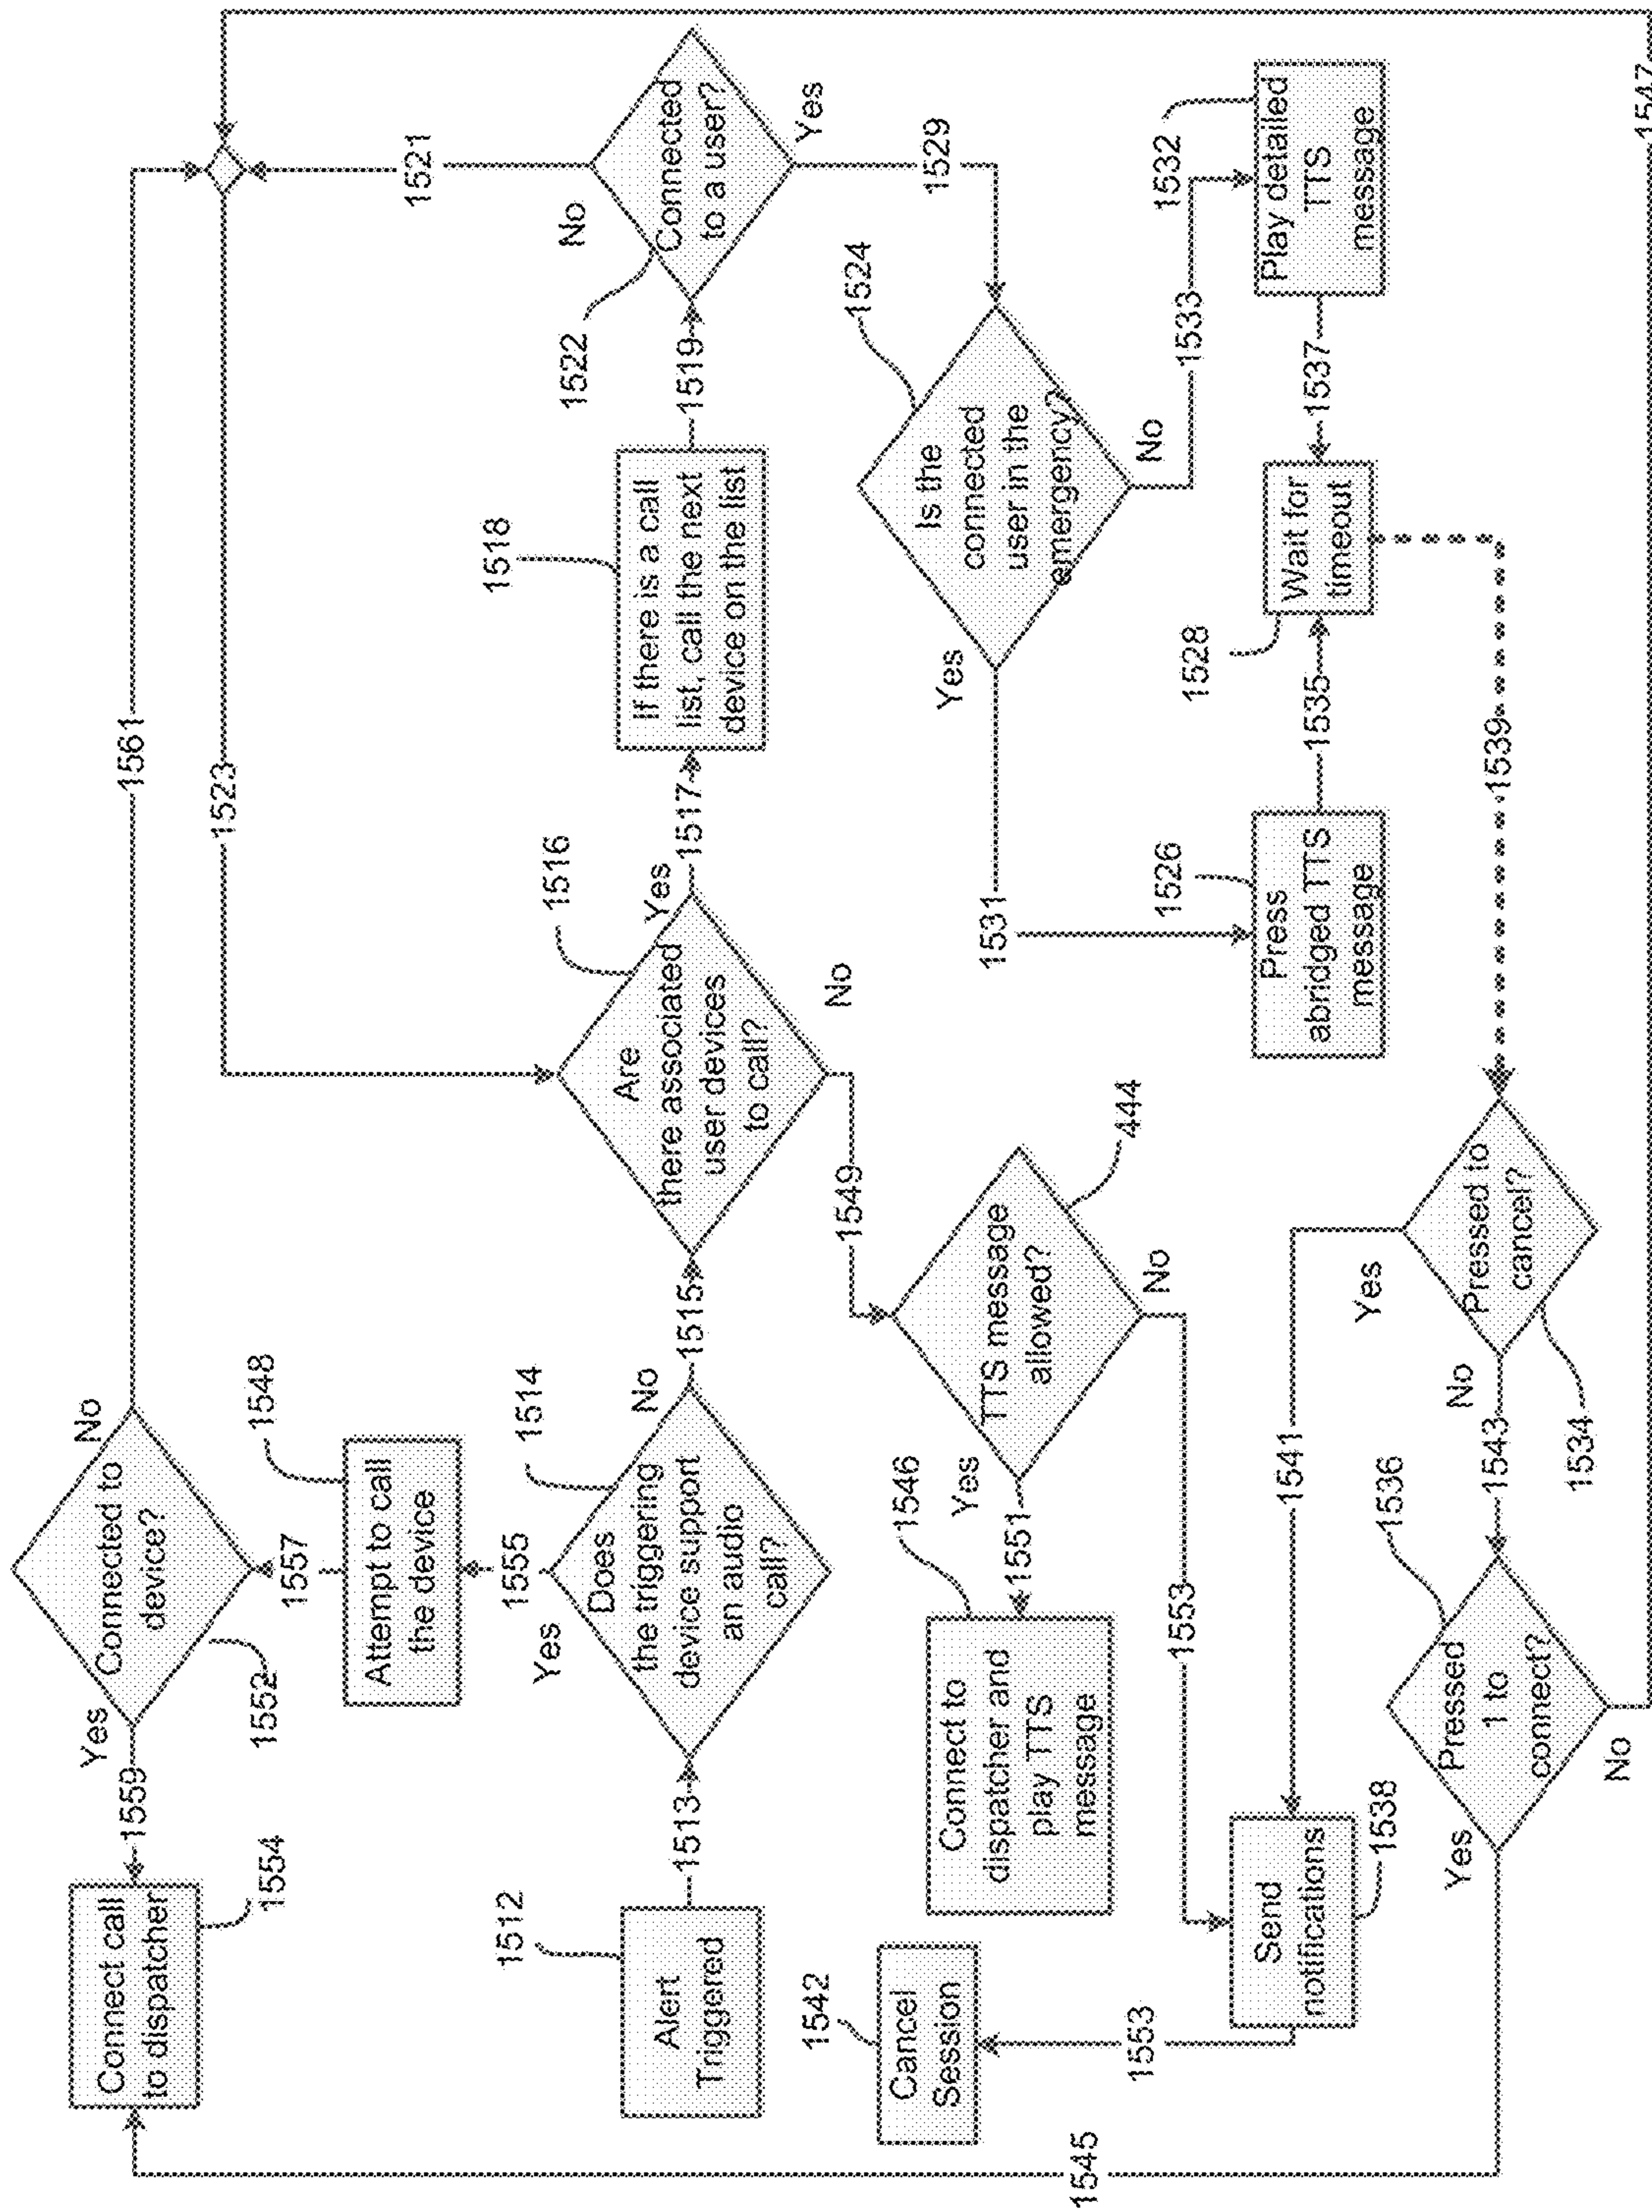 Connect call
to dispatcher
1554
1559
Yes
Connected to
device?
1552
No
1561
1557
Attempt to call
the device
1548
1555
Yes
1512
Alert
Triggered
1513
Does
the triggering
device support
an audio
call?
1514
No
1515
Are
there associated
user devices
to call?
1516
Yes
1517
If there is a call
list, call the next
device on the list
1518
1519
Connected
to a user?
1522
No
1521
1523
Yes
1529
No
1549
TTS message
allowed?
444
Yes
1551
Connect to
dispatcher and
play TTS
message
1546
No
1553
Is the
connected
user in the
emergency?
1524
Yes
1531
No
1533
Press
abridged TTS
message
1526
1535
Wait for
timeout
1528
1537
Play detailed
TTS
message
1532
1539
Pressed to
cancel?
1534
Yes
1541
No
1543
Pressed
1 to
connect?
1536
Yes
1545
No
1547
Send
notifications
1538
1553
Cancel
Session
1542